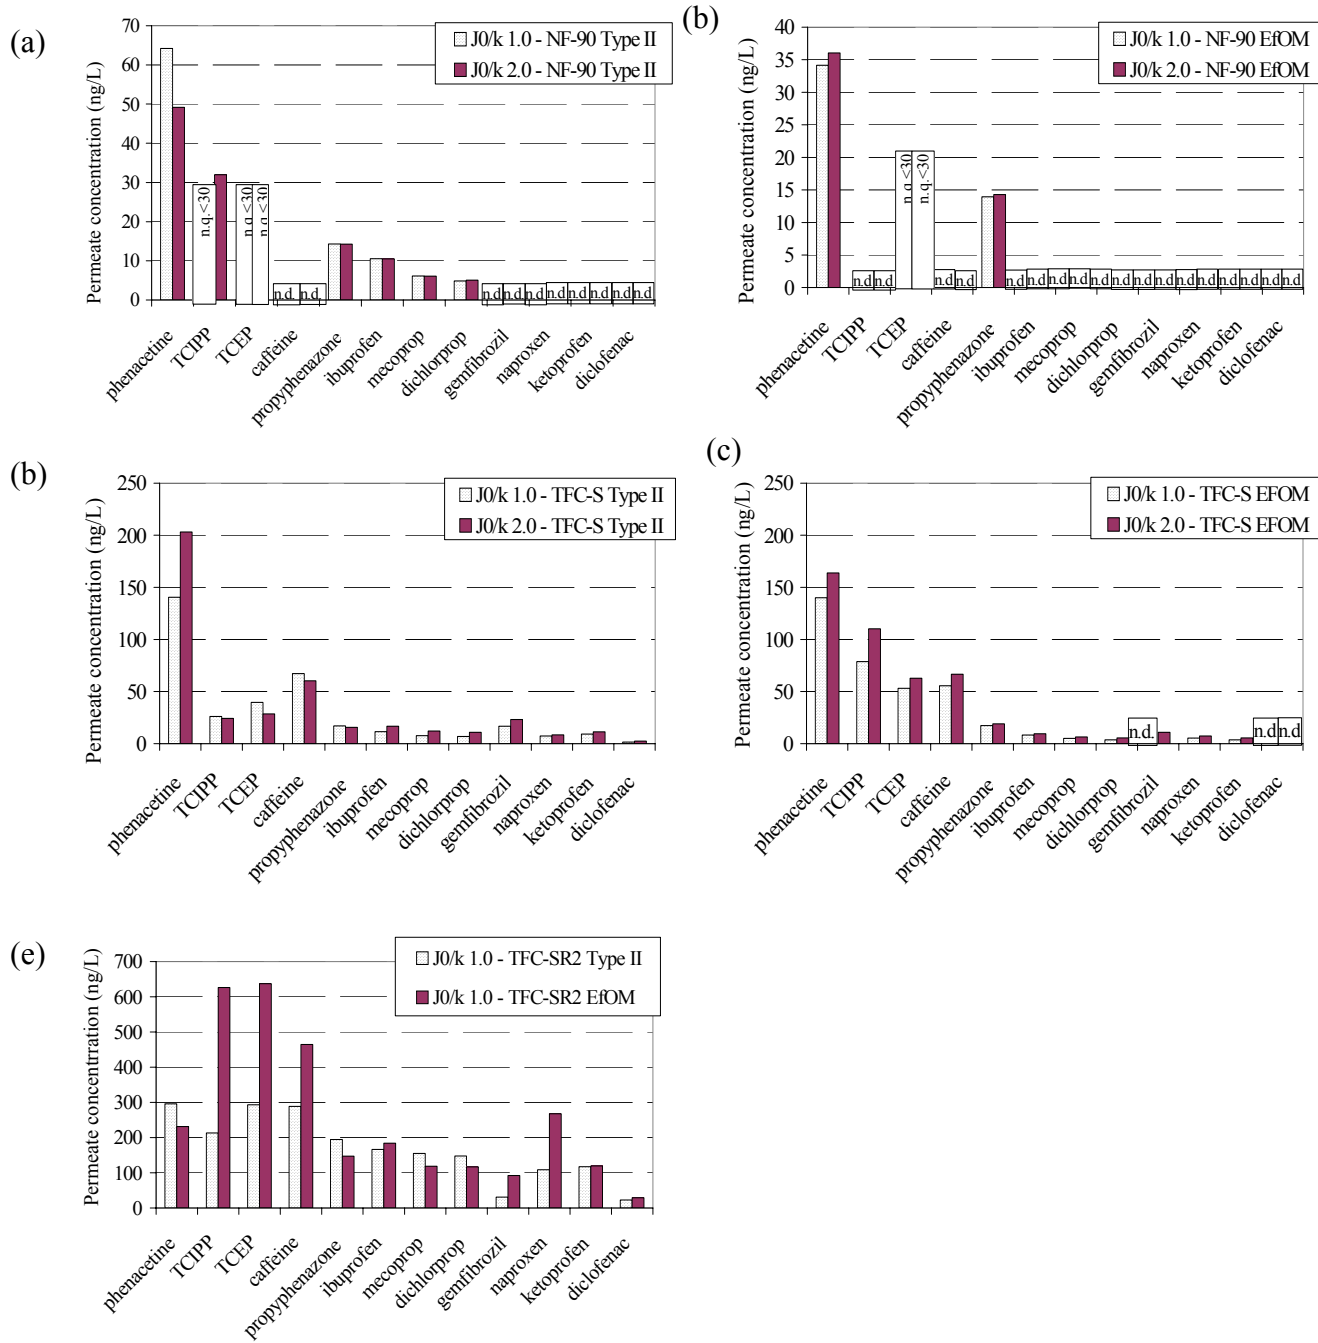 (a)
J0/k 1.0 - NF-90 Type II
J0/k 2.0 - NF-90 Type II
Permeate concentration (ng/L)
70
60
50
40
30
20
10
0
n.q.<30
n.q <30
n.q.<30
n.d.
n.d.
n.d
n.d
n.d
n.d
n.d
n.d
n.d
phenacetine
TCIPP
TCEP
caffeine
propyphenazone
ibuprofen
mecoprop
dichlorprop
gemfibrozil
naproxen
ketoprofen
diclofenac
(b)
J0/k 1.0 - NF-90 EfOM
J0/k 2.0 - NF-90 EfOM
Permeate concentration (ng/L)
40
35
30
25
20
15
10
5
0
n.d
n.d
n.q <30
n.q.<30
n.d
n.d
n.d
n.d
n.d
n.d
n.d
n.d
n.d
n.d
n.d
n.d
n.d
n.d
phenacetine
TCIPP
TCEP
caffeine
propyphenazone
ibuprofen
mecoprop
dichlorprop
gemfibrozil
naproxen
ketoprofen
diclofenac
(b)
J0/k 1.0 - TFC-S Type II
J0/k 2.0 - TFC-S Type II
Permeate concentration (ng/L)
250
200
150
100
50
0
phenacetine
TCIPP
TCEP
caffeine
propyphenazone
ibuprofen
mecoprop
dichlorprop
gemfibrozil
naproxen
ketoprofen
diclofenac
(c)
J0/k 1.0 - TFC-S EFOM
J0/k 2.0 - TFC-S EFOM
Permeate concentration (ng/L)
250
200
150
100
50
0
n.d.
n.d
n.d
phenacetine
TCIPP
TCEP
caffeine
propyphenazone
ibuprofen
mecoprop
dichlorprop
gemfibrozil
naproxen
ketoprofen
diclofenac
(e)
J0/k 1.0 - TFC-SR2 Type II
J0/k 1.0 - TFC-SR2 EfOM
Permeate concentrration (ng/L)
700
600
500
400
300
200
100
0
phenacetine
TCIPP
TCEP
caffeine
propyphenazone
ibuprofen
mecoprop
dichlorprop
gemfibrozil
naproxen
ketoprofen
diclofenac